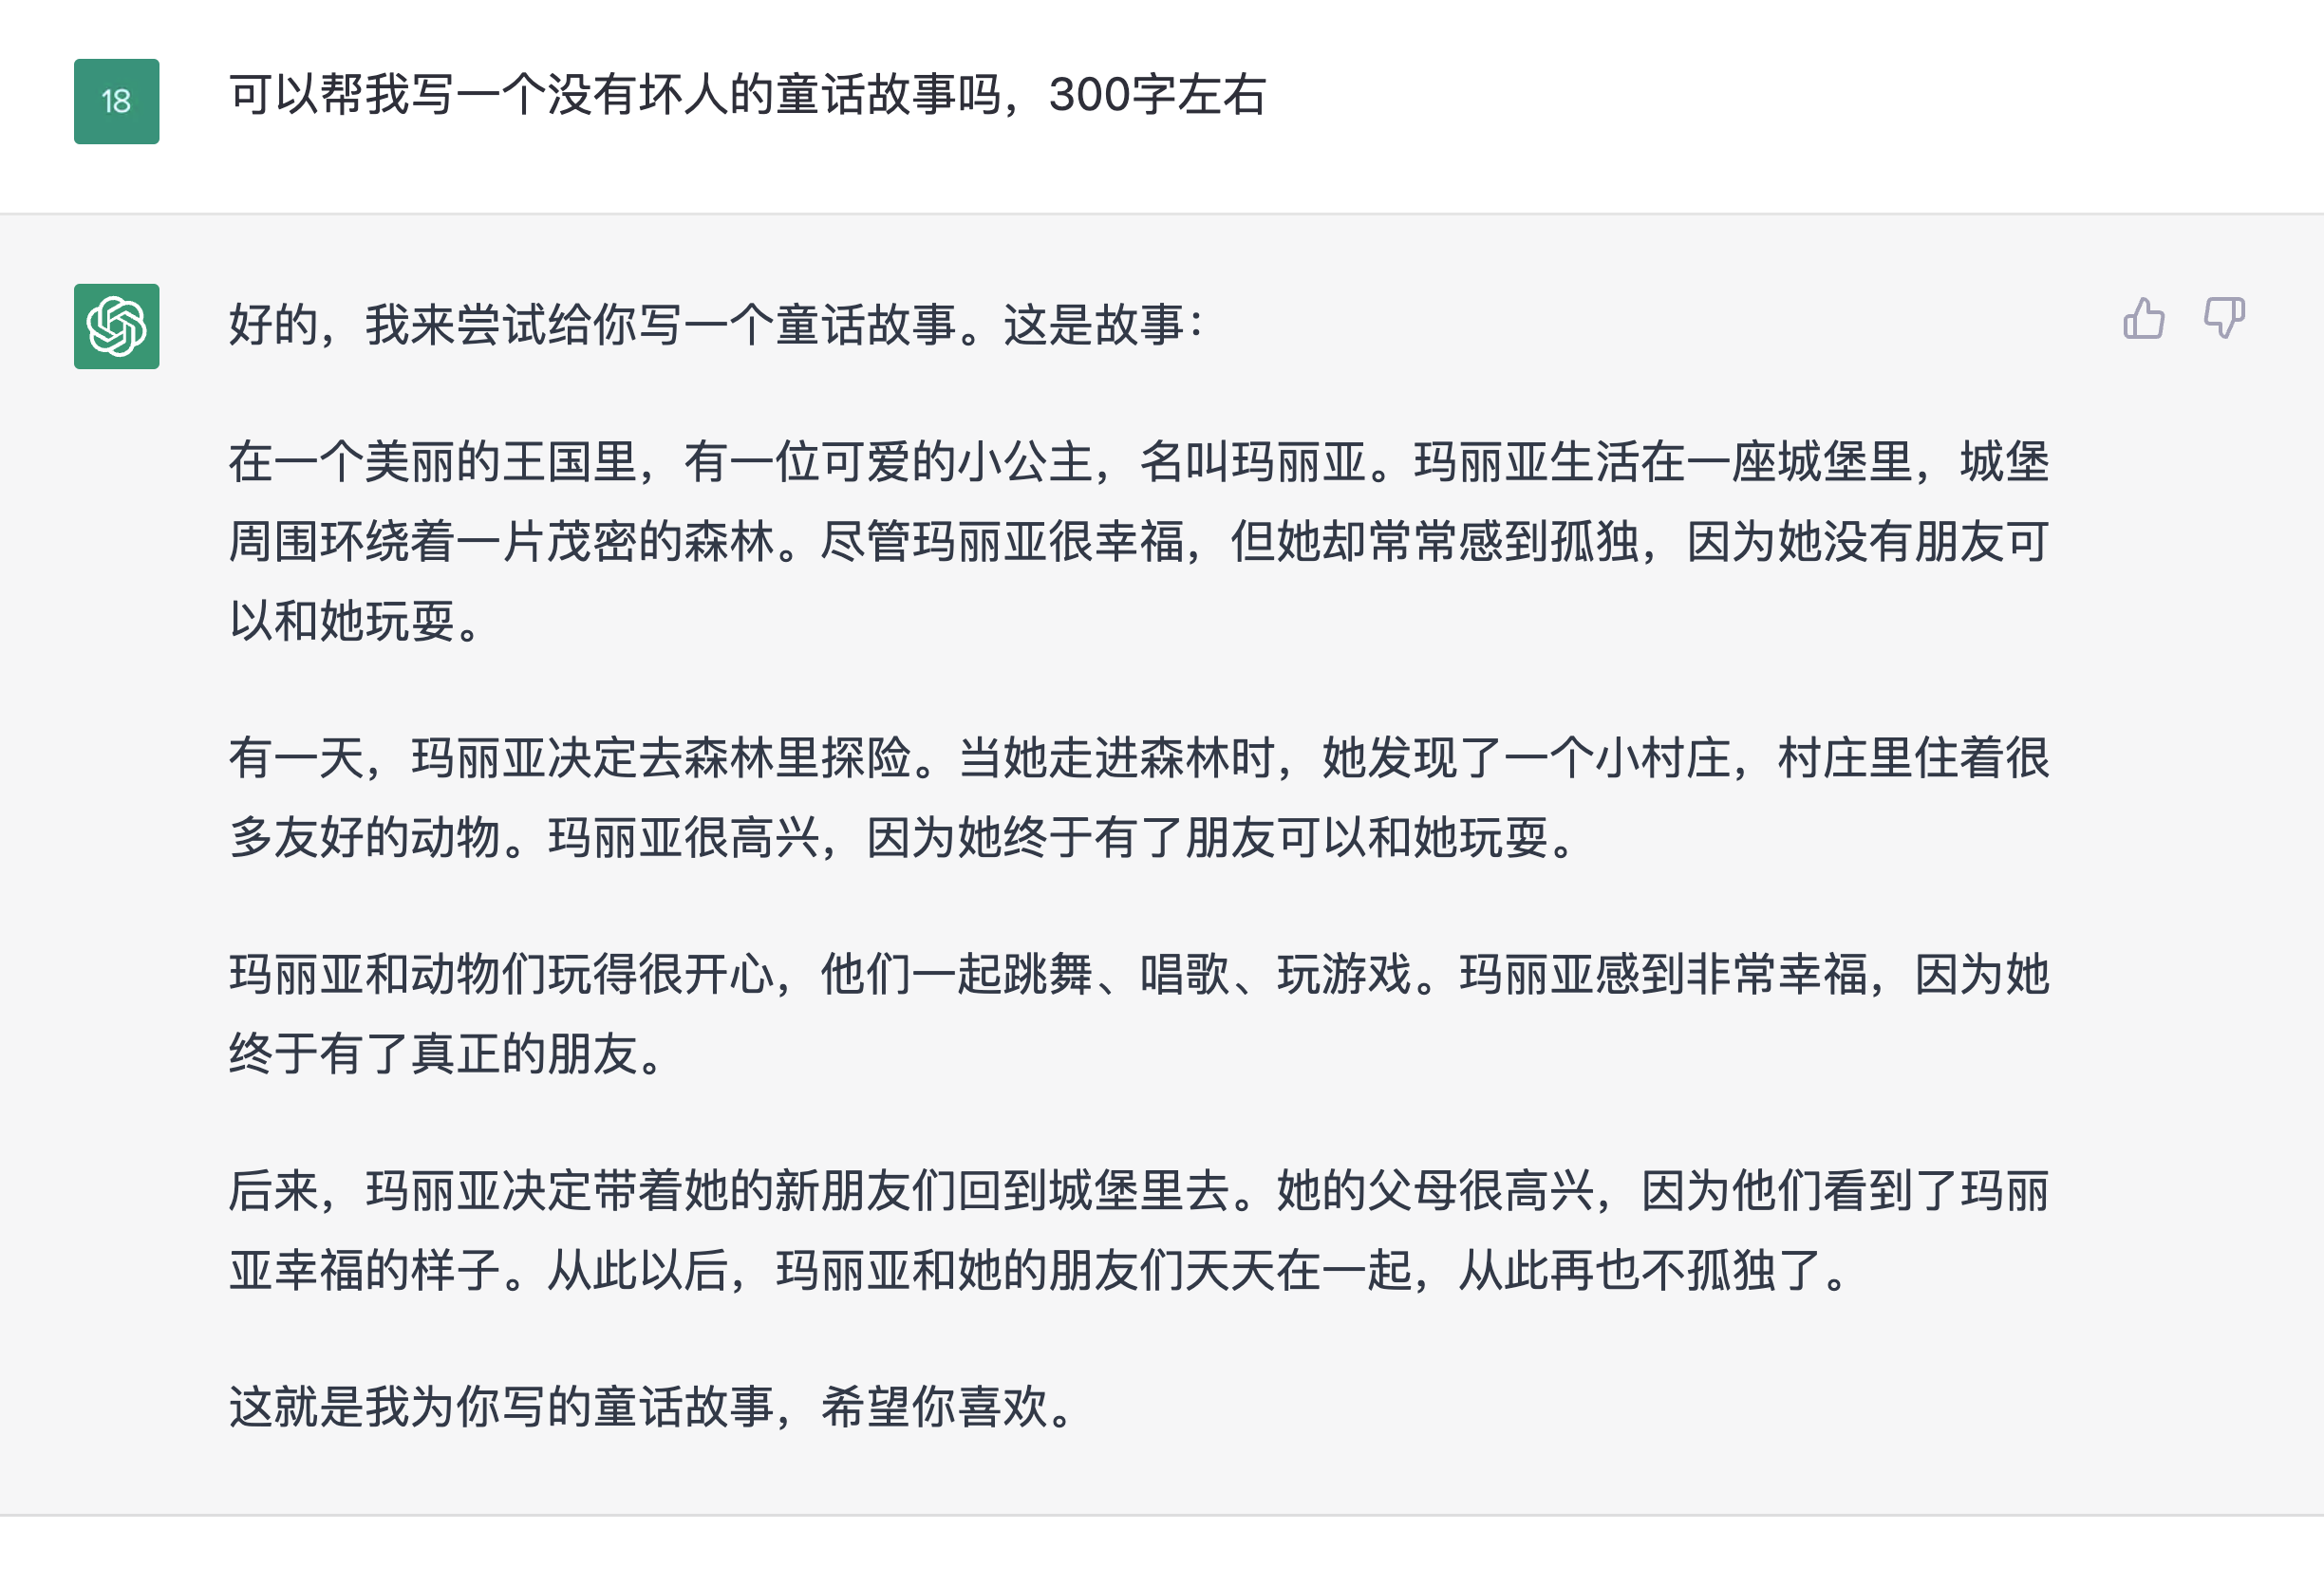 18
可以帮我写一个没有坏人的童话故事吗，300字左右
好的，我来尝试给你写一个童话故事。这是故事：
在一个美丽的王国里，有一位可爱的小公主，名叫玛丽亚。玛丽亚生活在一座城堡里，城堡
周围环绕着一片茂密的森林。尽管玛丽亚很幸福，但她却常常感到孤独，因为她没有朋友可
以和她玩耍。
有一天，玛丽亚决定去森林里探险。当她走进森林时，她发现了一个小村庄，村庄里住着很
多友好的动物。玛丽亚很高兴，因为她终于有了朋友可以和她玩耍。
玛丽亚和动物们玩得很开心，他们一起跳舞、唱歌、玩游戏。玛丽亚感到非常幸福，因为她
终于有了真正的朋友。
后来，玛丽亚决定带着她的新朋友们回到城堡里去。她的父母很高兴，因为他们看到了玛丽
亚幸福的样子。从此以后，玛丽亚和她的朋友们天天在一起，从此再也不孤独了。
这就是我为你写的童话故事，希望你喜欢。